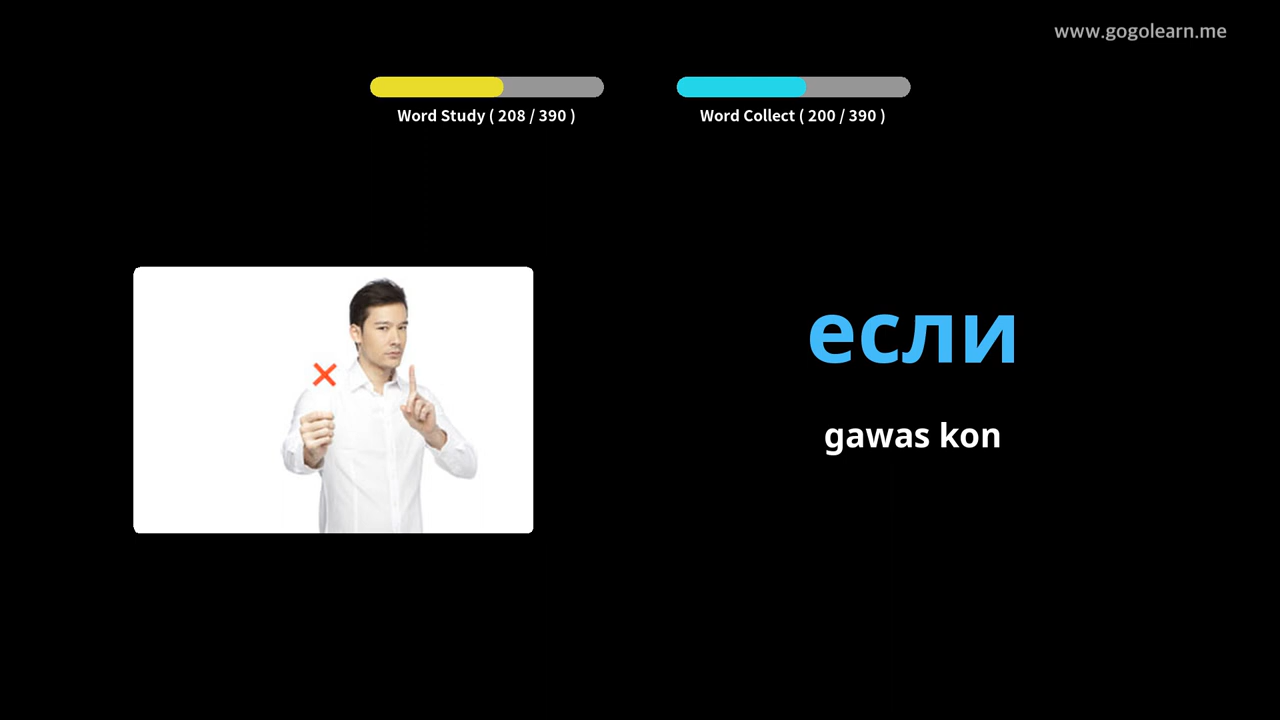 www.gogolearn.me
Word Study ( 208 / 390 )
Word Collect ( 200 / 390 )
если
gawas kon